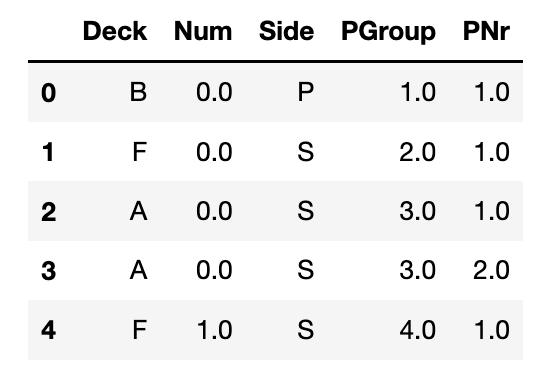 Deck Num Side PGroup PNr
0 B 0.0 P 1.0 1.0
1 F 0.0 S 2.0 1.0
2 A 0.0 S 3.0 1.0
3 A 0.0 S 3.0 2.0
4 F 1.0 S 4.0 1.0